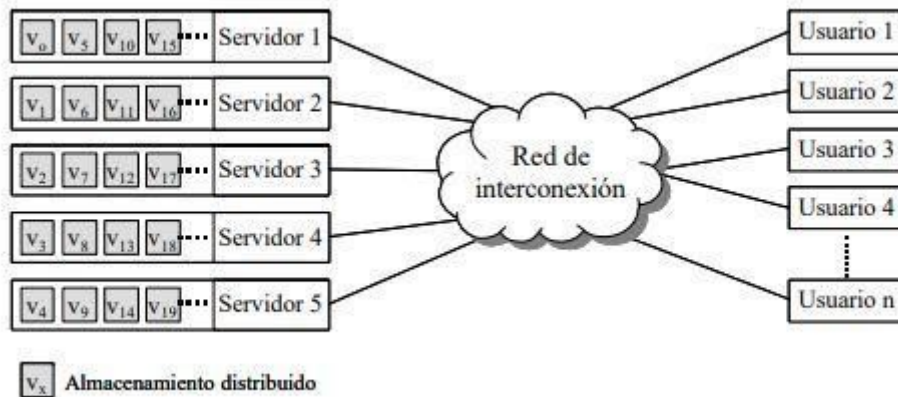 v₀ v₅ v₁₀ v₁₅ Servidor 1
v₁ v₆ v₁₁ v₁₆ Servidor 2
v₂ v₇ v₁₂ v₁₇ Servidor 3
v₃ v₈ v₁₃ v₁₈ Servidor 4
v₄ v₉ v₁₄ v₁₉ Servidor 5
Red de
interconexión
Usuario 1
Usuario 2
Usuario 3
Usuario 4
Usuario n
vₓ Almacenamiento distribuido